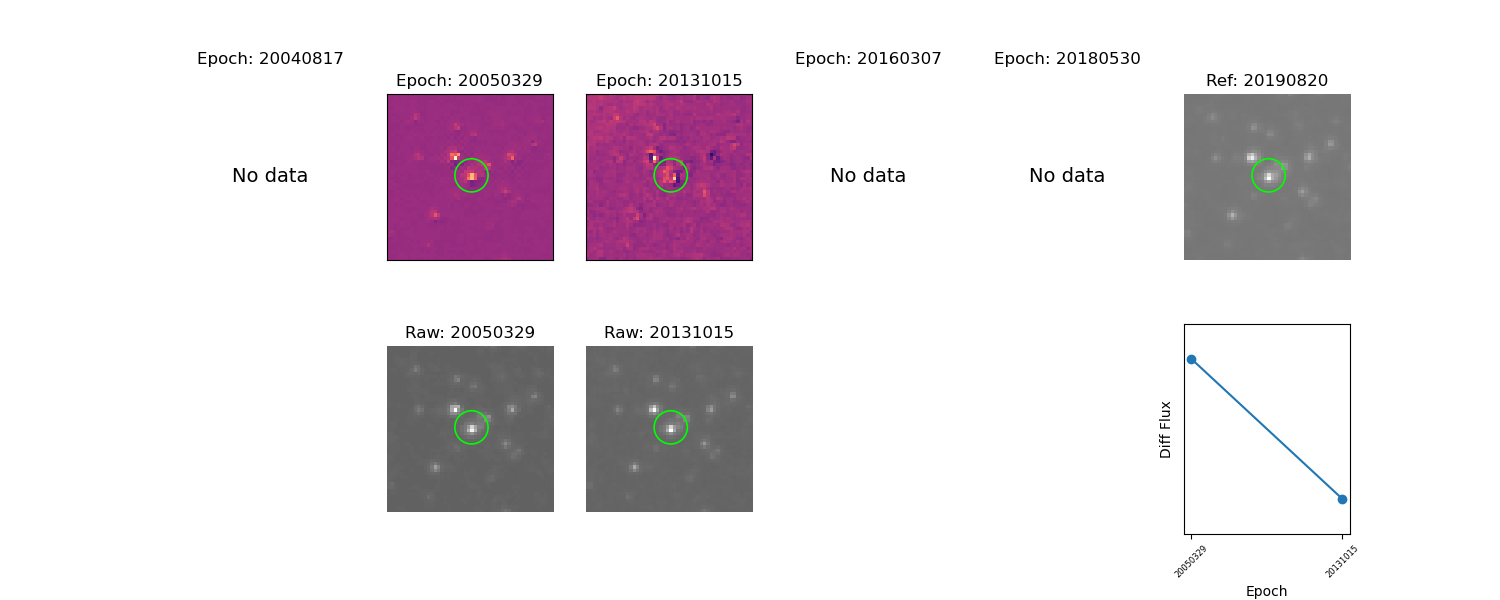 Epoch: 20040817
Epoch: 20050329
Epoch: 20131015
Epoch: 20160307
Epoch: 20180530
Ref: 20190820
No data
No data
No data
Raw: 20050329
Raw: 20131015
Diff Flux
20050329
20131015
Epoch